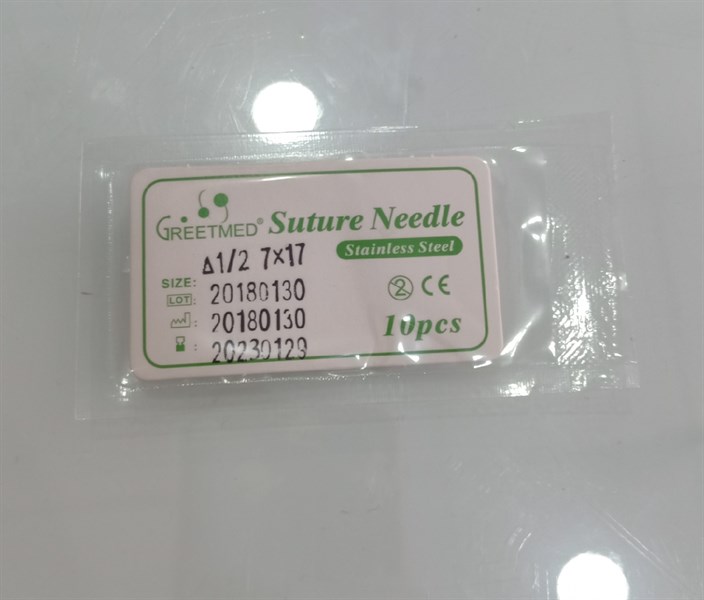 GREETMED® Suture Needle
Stainless Steel
Δ1/2 7×17
SIZE:
LOT: 20180130
: 20180130
: 20230129
2 CE
10pcs